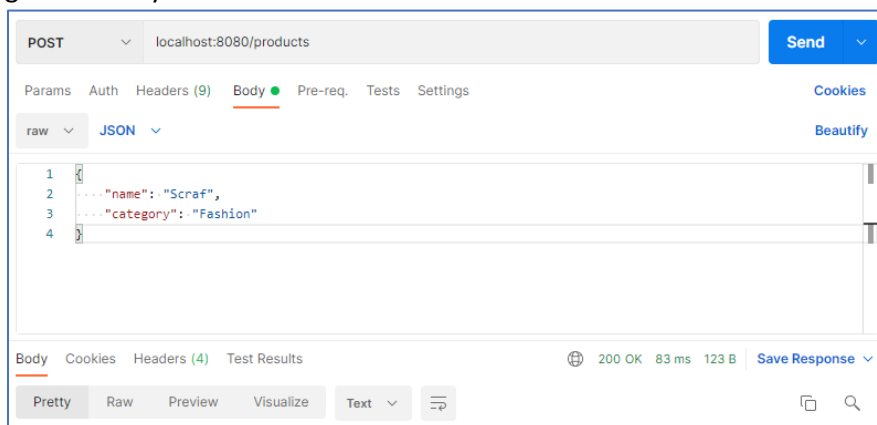 POST localhost:8080/products Send
Params Auth Headers (9) Body Pre-req. Tests Settings Cookies
raw JSON Beautify
1 {
2 "name": "Scraf",
3 "category": "Fashion"
4 }
Body Cookies Headers (4) Test Results 200 OK 83 ms 123 B Save Response
Pretty Raw Preview Visualize Text